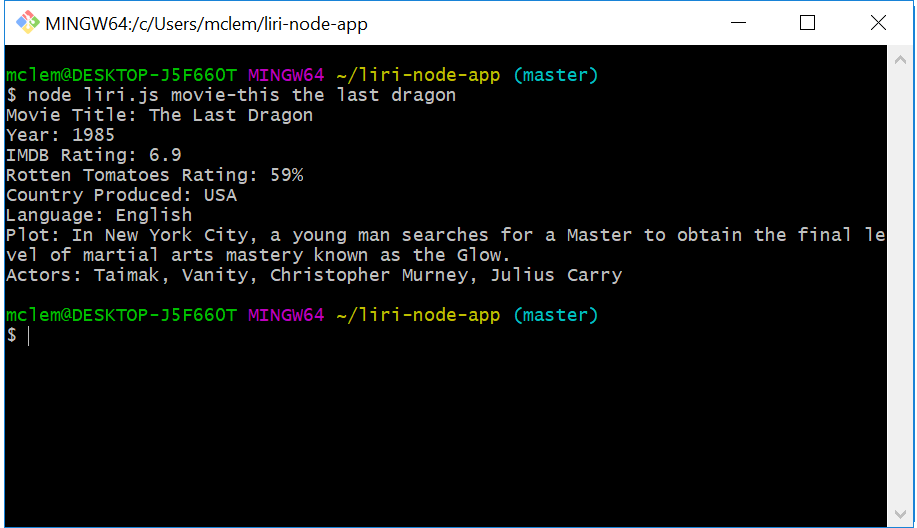 MINGW64:/c/Users/mclem/liri-node-app
mclem@DESKTOP-J5F66OT MINGW64 ~/liri-node-app (master)
$ node liri.js movie-this the last dragon
Movie Title: The Last Dragon
Year: 1985
IMDB Rating: 6.9
Rotten Tomatoes Rating: 59%
Country Produced: USA
Language: English
Plot: In New York City, a young man searches for a Master to obtain the final le
vel of martial arts mastery known as the Glow.
Actors: Taimak, Vanity, Christopher Murney, Julius Carry
mclem@DESKTOP-J5F66OT MINGW64 ~/liri-node-app (master)
$